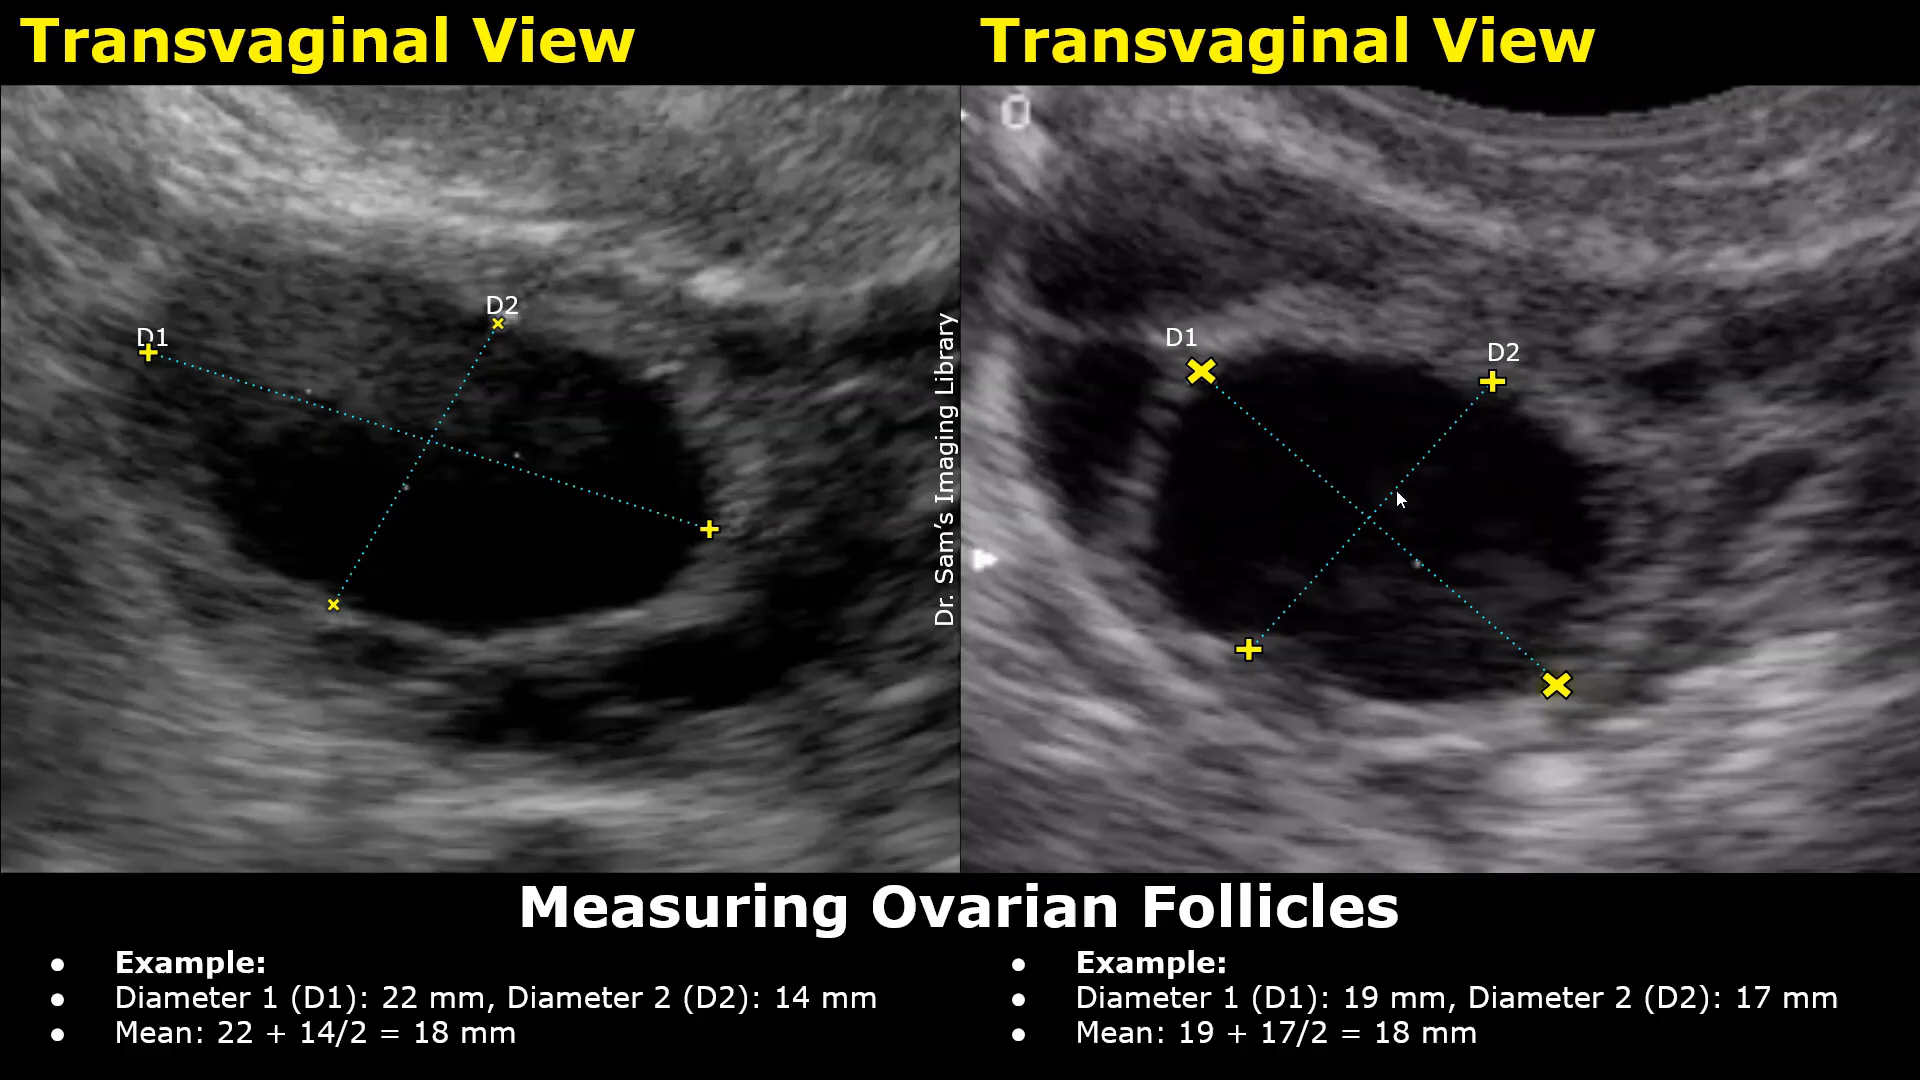 Transvaginal View
Transvaginal View
D1
D2
D1
D2
Dr. Sam’s Imaging Library
Measuring Ovarian Follicles
● Example:
● Diameter 1 (D1): 22 mm, Diameter 2 (D2): 14 mm
● Mean: 22 + 14/2 = 18 mm
● Example:
● Diameter 1 (D1): 19 mm, Diameter 2 (D2): 17 mm
● Mean: 19 + 17/2 = 18 mm